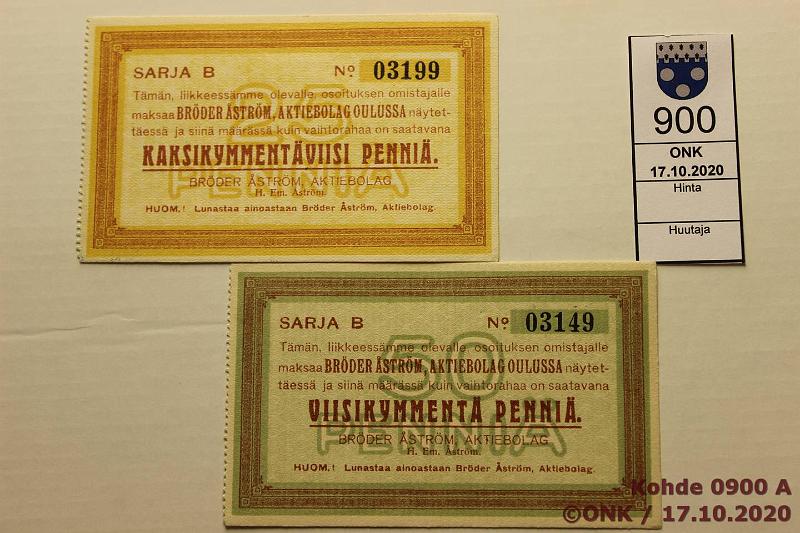 SARJA B Nº 03199
25
Tämän, liikkeessämme olevalle, osoituksen omistajalle
maksaa BRÖDER ÅSTRÖM, AKTIEBOLAG OULUSSA näytet-
täessä ja siinä määrässä kuin vaihtorahaa on saatavana
KAKSIKYMMENTÄVIISI PENNIÄ.
PENNIÄ
BRÖDER ÅSTRÖM, AKTIEBOLAG
H. Em. Åström.
HUOM.! Lunastaa ainoastaan Bröder Åström, Aktiebolag.
900
ONK
17.10.2020
Hinta
Huutaja
SARJA B Nº 03149
50
Tämän, liikkeessämme olevalle, osoituksen omistajalle
maksaa BRÖDER ÅSTRÖM, AKTIEBOLAG OULUSSA näytet-
täessä ja siinä määrässä kuin vaihtorahaa on saatavana
VIISIKYMMENTÄ PENNIÄ.
PENNIÄ
BRÖDER ÅSTRÖM, AKTIEBOLAG
H. Em. Åström.
HUOM.! Lunastaa ainoastaan Bröder Åström, Aktiebolag.
Kohde 0900 A
©ONK / 17.10.2020